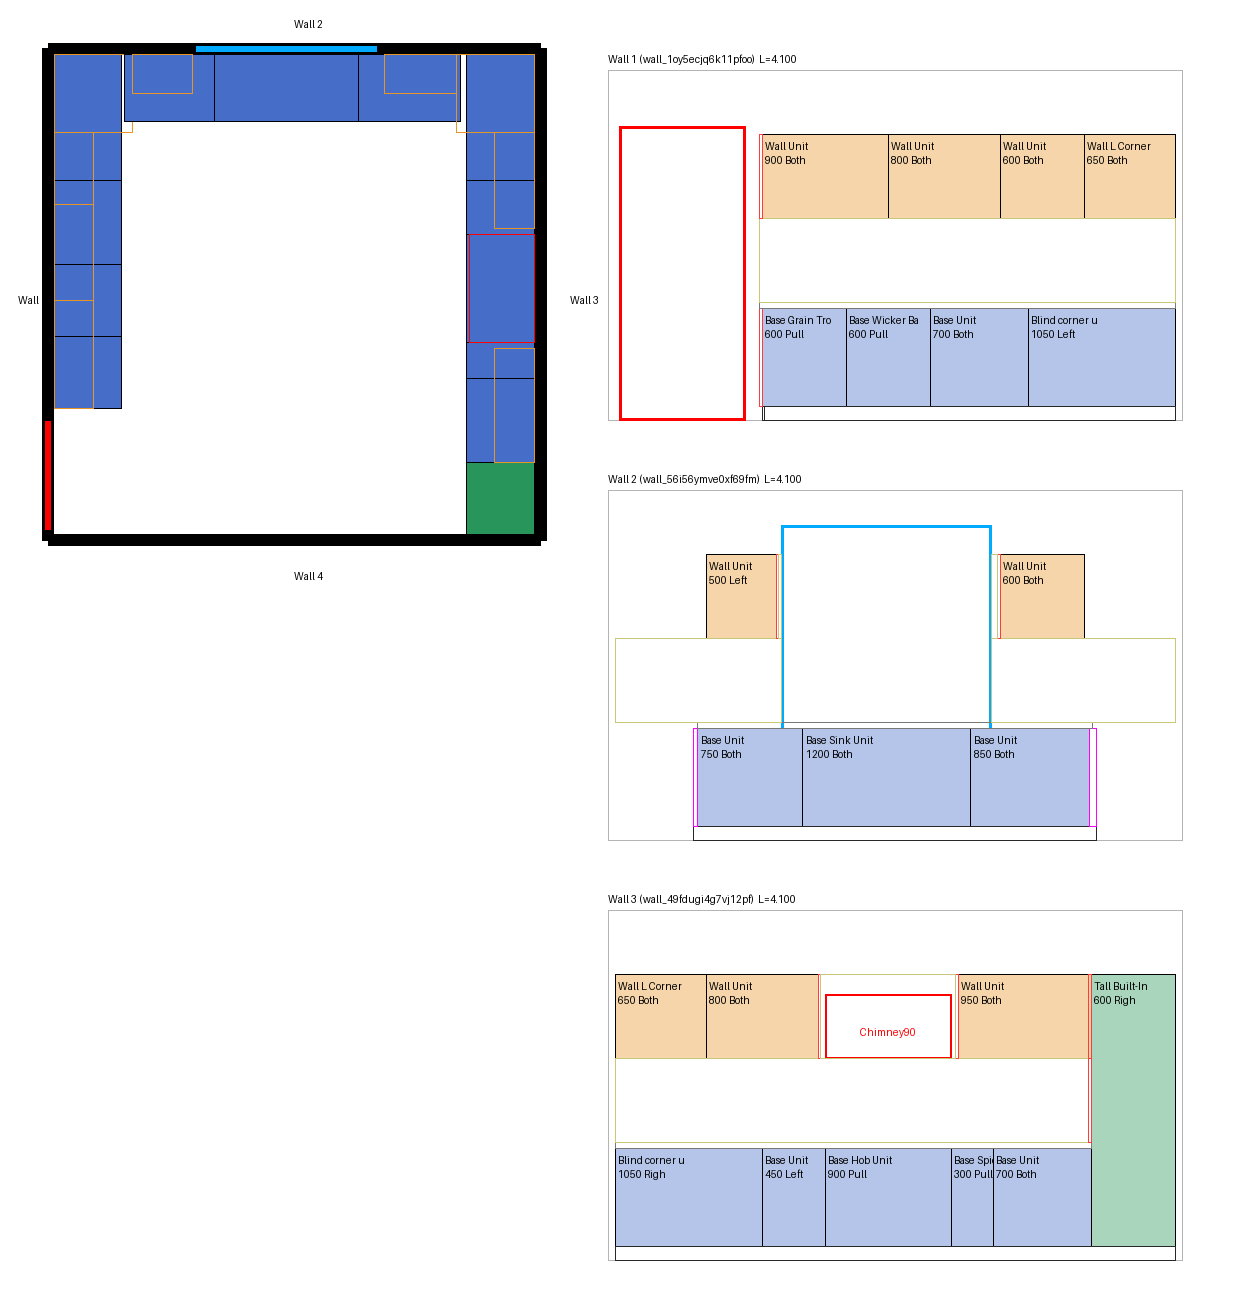 Wall 2
Wall
Wall 3
Wall 4
Wall 1 (wall_1oy5ecjq6k11pfoo) L=4.100
Wall Unit
900 Both
Wall Unit
800 Both
Wall Unit
600 Both
Wall L Corner
650 Both
Base Grain Tro
600 Pull
Base Wicker Ba
600 Pull
Base Unit
700 Both
Blind corner u
1050 Left
Wall 2 (wall_56i56ymve0xf69fm) L=4.100
Wall Unit
500 Left
Wall Unit
600 Both
Base Unit
750 Both
Base Sink Unit
1200 Both
Base Unit
850 Both
Wall 3 (wall_49fdugi4g7vj12pf) L=4.100
Wall L Corner
650 Both
Wall Unit
800 Both
Chimney90
Wall Unit
950 Both
Tall Built-In
600 Righ
Blind corner u
1050 Righ
Base Unit
450 Left
Base Hob Unit
900 Pull
Base Spi
300 Pull
Base Unit
700 Both